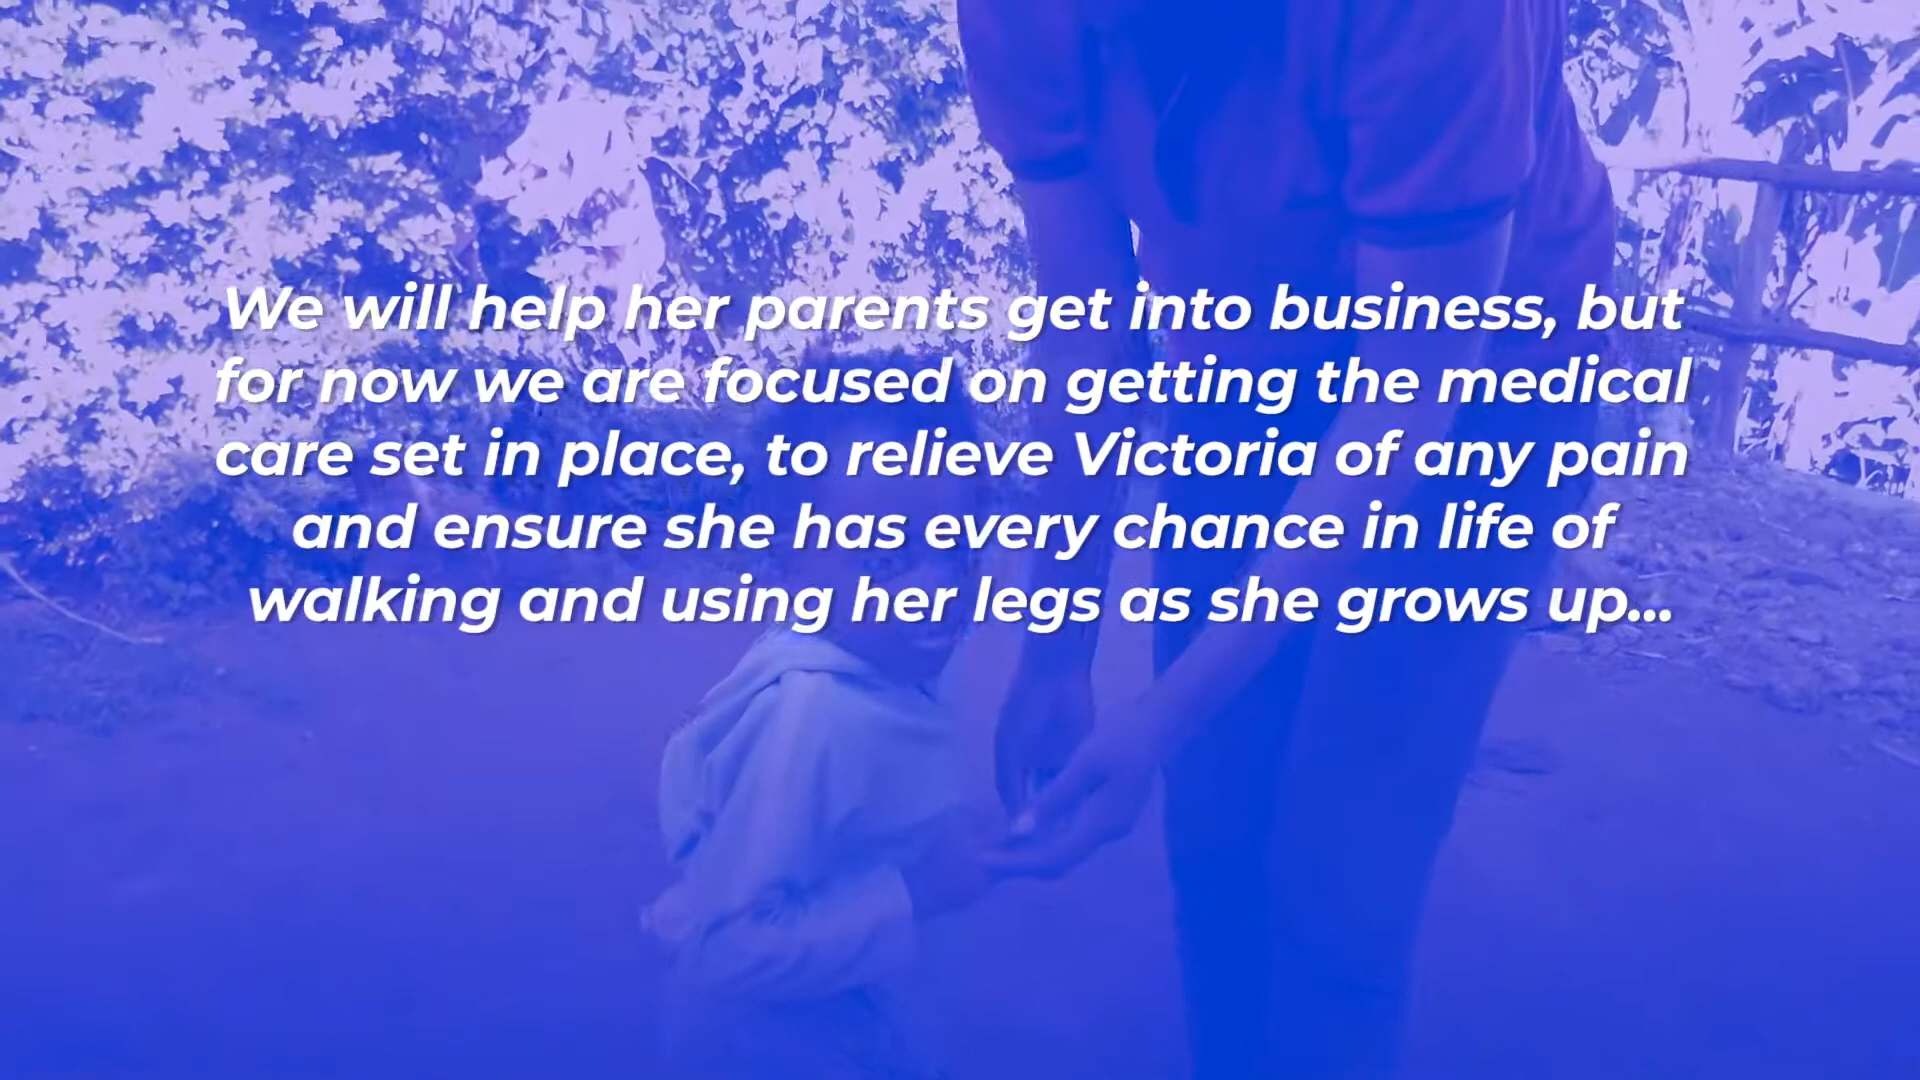 We will help her parents get into business, but
for now we are focused on getting the medical
care set in place, to relieve Victoria of any pain
and ensure she has every chance in life of
walking and using her legs as she grows up...